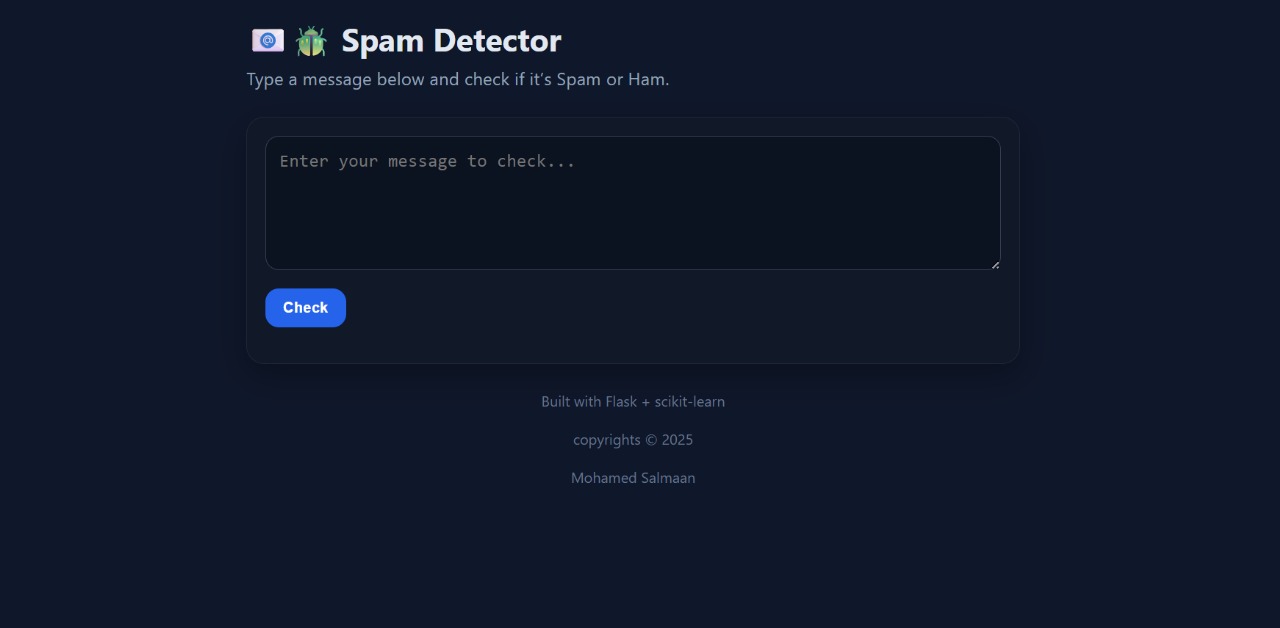 Spam Detector
Type a message below and check if it's Spam or Ham.
Enter your message to check...
Check
Built with Flask + scikit-learn
copyrights © 2025
Mohamed Salmaan